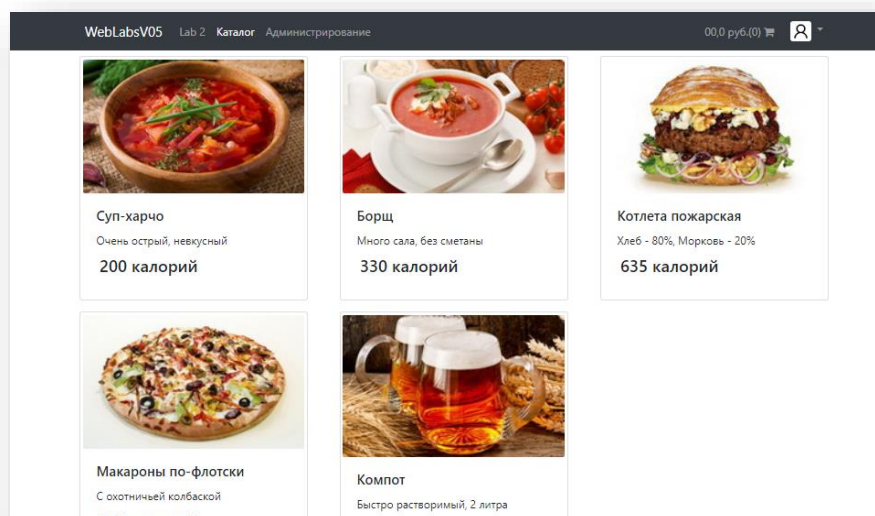 WebLabsV05 Lab 2 Каталог Администрирование 00,0 руб.(0)
Суп-харчо
Очень острый, невкусный
200 калорий
Борщ
Много сала, без сметаны
330 калорий
Котлета пожарская
Хлеб - 80%, Морковь - 20%
635 калорий
Макароны по-флотски
С охотничьей колбаской
Компот
Быстро растворимый, 2 литра